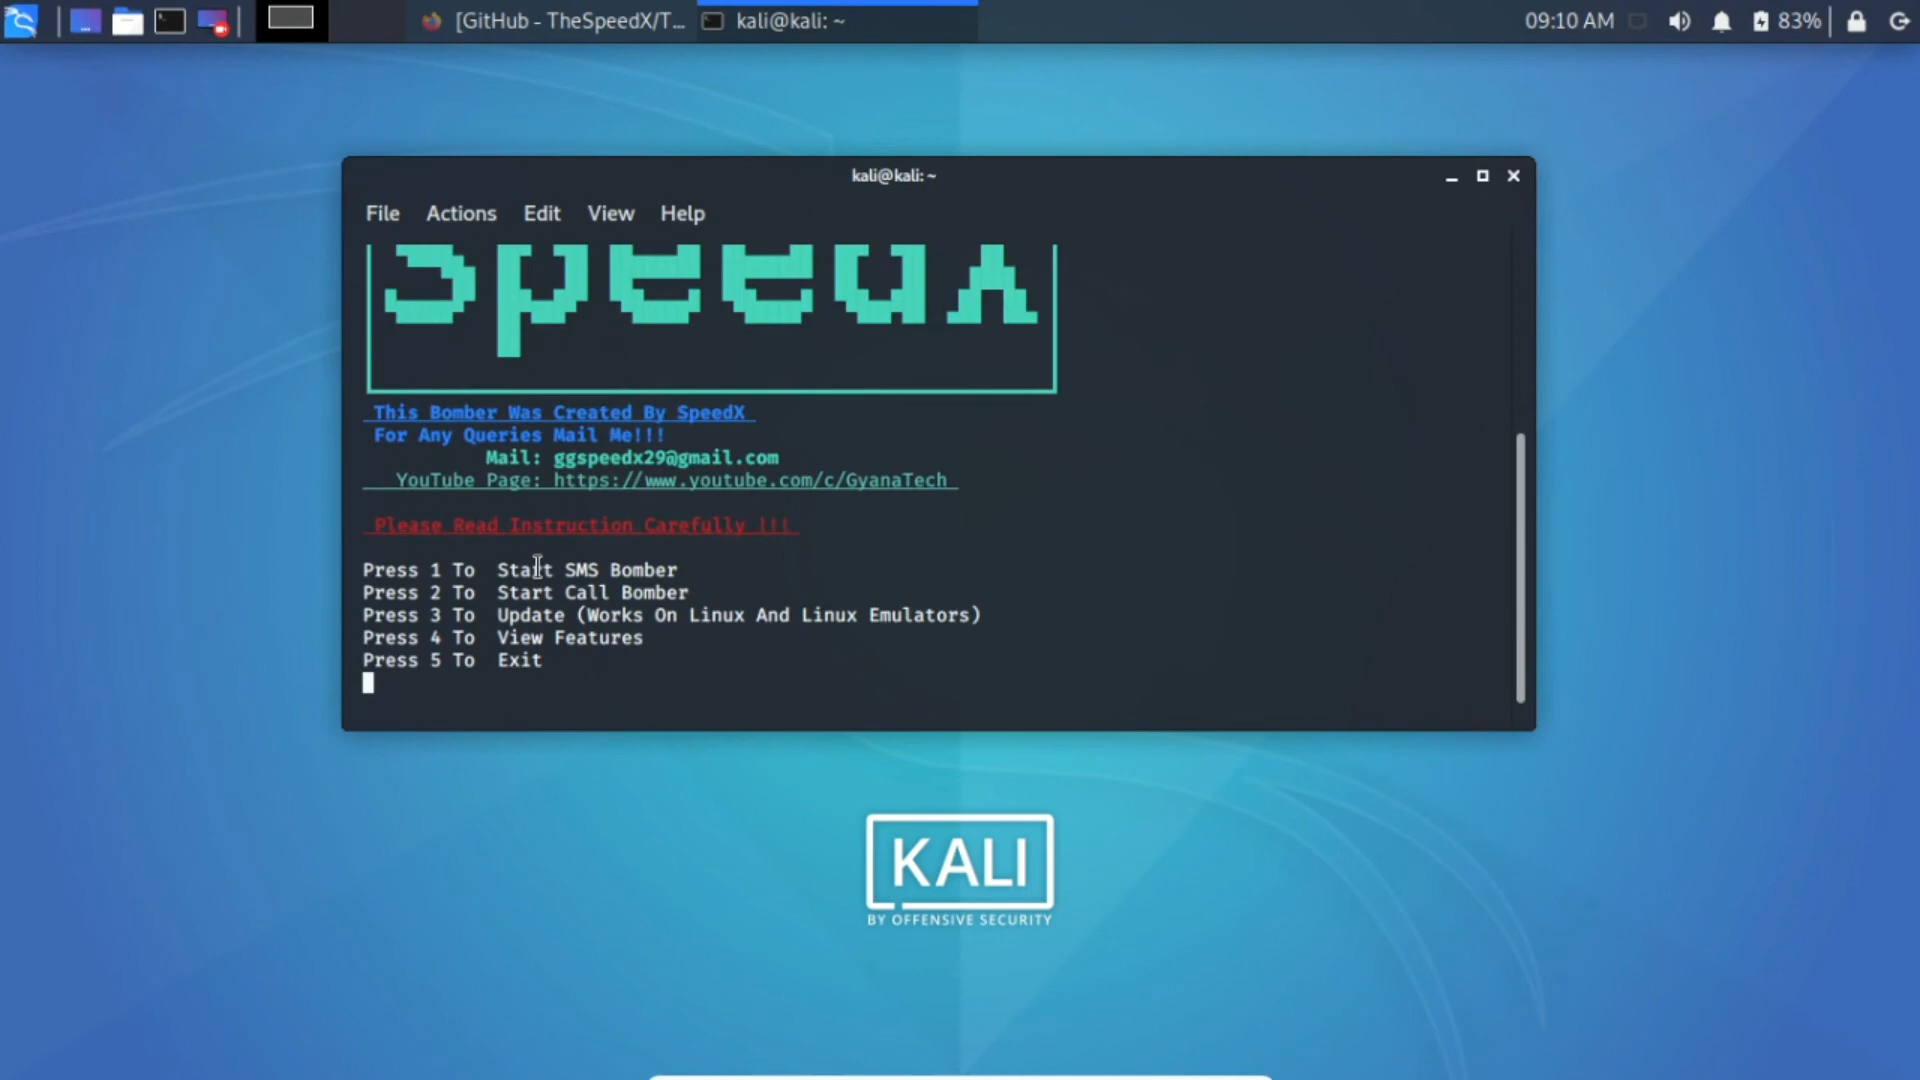 [GitHub - TheSpeedX/T...
kali@kali: ~
09:10 AM
83%
kali@kali: ~
File Actions Edit View Help
SpeedX
This Bomber Was Created By SpeedX
For Any Queries Mail Me!!!
Mail: ggspeedx29@gmail.com
YouTube Page: https://www.youtube.com/c/GyanaTech
Please Read Instruction Carefully !!!
Press 1 To Start SMS Bomber
Press 2 To Start Call Bomber
Press 3 To Update (Works On Linux And Linux Emulators)
Press 4 To View Features
Press 5 To Exit
KALI
BY OFFENSIVE SECURITY